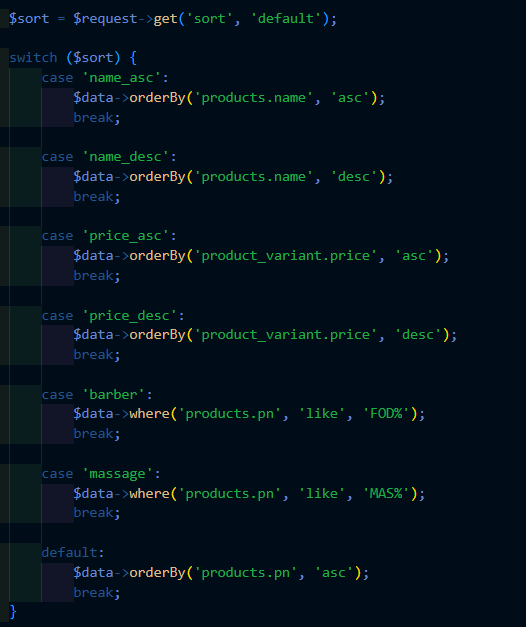 $sort = $request->get('sort', 'default');
switch ($sort) {
case 'name_asc':
$data->orderBy('products.name', 'asc');
break;
case 'name_desc':
$data->orderBy('products.name', 'desc');
break;
case 'price_asc':
$data->orderBy('product_variant.price', 'asc');
break;
case 'price_desc':
$data->orderBy('product_variant.price', 'desc');
break;
case 'barber':
$data->where('products.pn', 'like', 'FOD%');
break;
case 'massage':
$data->where('products.pn', 'like', 'MAS%');
break;
default:
$data->orderBy('products.pn', 'asc');
break;
}